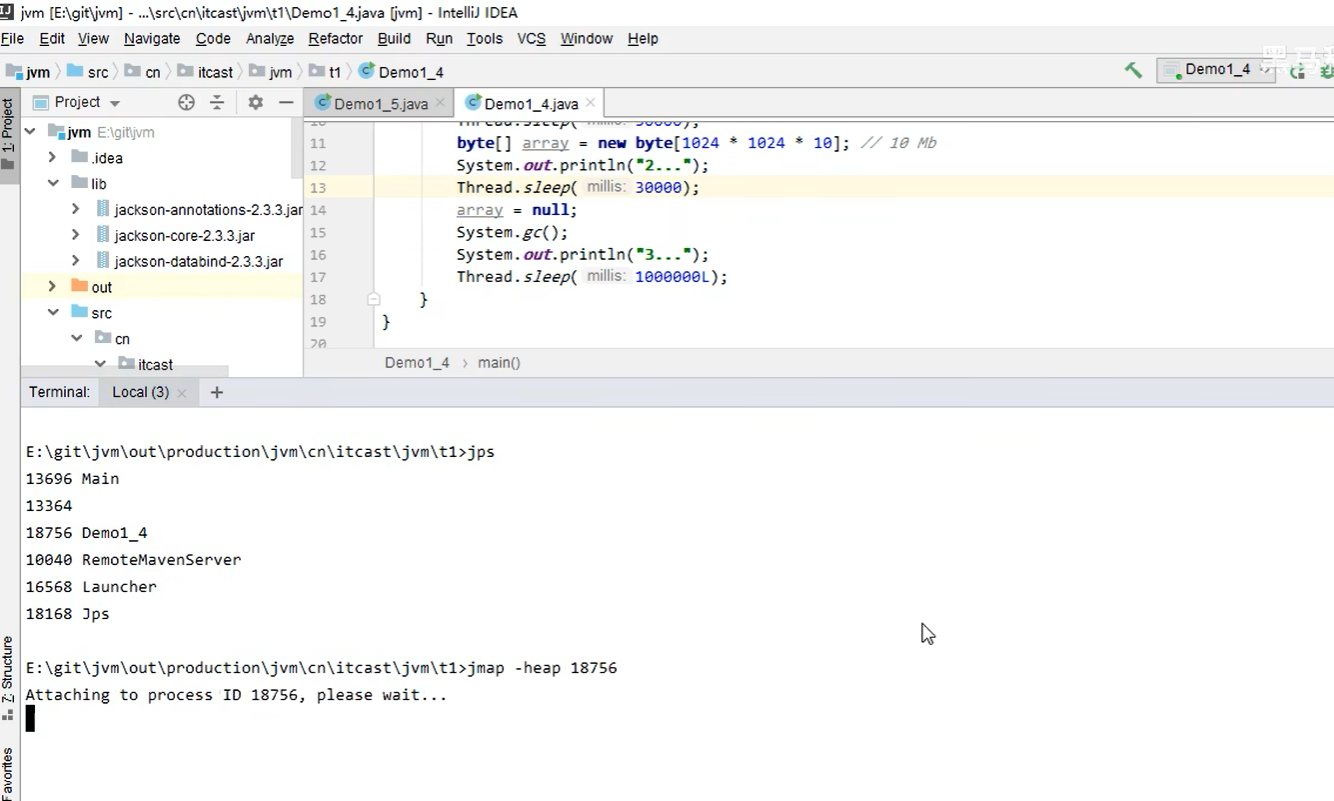 jvm [E:\git\jvm] - ...\src\cn\itcast\jvm\t1\Demo1_4.java [jvm] - IntelliJ IDEA
File Edit View Navigate Code Analyze Refactor Build Run Tools VCS Window Help
jvm src cn itcast jvm t1 Demo1_4
Demo1_4
1: Project
Project
Demo1_5.java Demo1_4.java
jvm E:\git\jvm
.idea
lib
jackson-annotations-2.3.3.jar
jackson-core-2.3.3.jar
jackson-databind-2.3.3.jar
out
src
cn
itcast
10 Thread.sleep( millis: 30000);
11 byte[] array = new byte[1024 * 1024 * 10]; // 10 Mb
12 System.out.println("2...");
13 Thread.sleep( millis: 30000);
14 array = null;
15 System.gc();
16 System.out.println("3...");
17 Thread.sleep( millis: 1000000L);
18 }
19 }
20
Demo1_4 › main()
Terminal: Local (3) +
E:\git\jvm\out\production\jvm\cn\itcast\jvm\t1>jps
13696 Main
13364
18756 Demo1_4
10040 RemoteMavenServer
16568 Launcher
18168 Jps
E:\git\jvm\out\production\jvm\cn\itcast\jvm\t1>jmap -heap 18756
Attaching to process ID 18756, please wait...
7: Structure
Favorites